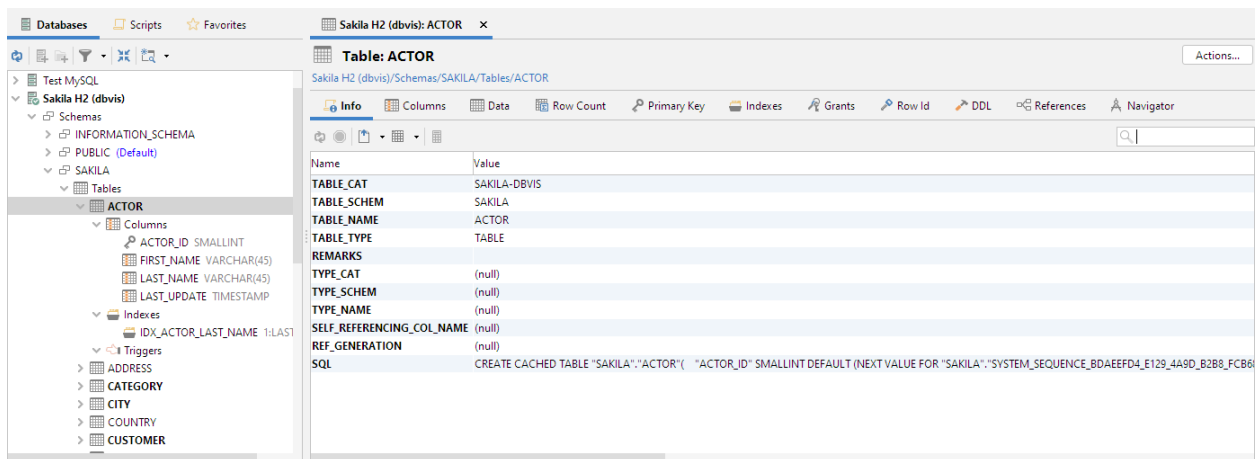 Databases Scripts Favorites
Test MySQL
Sakila H2 (dbvis)
Schemas
INFORMATION_SCHEMA
PUBLIC (Default)
SAKILA
Tables
ACTOR
Columns
ACTOR_ID SMALLINT
FIRST_NAME VARCHAR(45)
LAST_NAME VARCHAR(45)
LAST_UPDATE TIMESTAMP
Indexes
IDX_ACTOR_LAST_NAME 1:LAST
Triggers
ADDRESS
CATEGORY
CITY
COUNTRY
CUSTOMER
Sakila H2 (dbvis): ACTOR
Table: ACTOR Actions...
Sakila H2 (dbvis)/Schemas/SAKILA/Tables/ACTOR
Info Columns Data Row Count Primary Key Indexes Grants Row Id DDL References Navigator
Name Value
TABLE_CAT SAKILA-DBVIS
TABLE_SCHEM SAKILA
TABLE_NAME ACTOR
TABLE_TYPE TABLE
REMARKS
TYPE_CAT (null)
TYPE_SCHEM (null)
TYPE_NAME (null)
SELF_REFERENCING_COL_NAME (null)
REF_GENERATION (null)
SQL CREATE CACHED TABLE "SAKILA"."ACTOR"( "ACTOR_ID" SMALLINT DEFAULT (NEXT VALUE FOR "SAKILA"."SYSTEM_SEQUENCE_BDAEEFD4_E129_4A9D_B2B8_FCB68